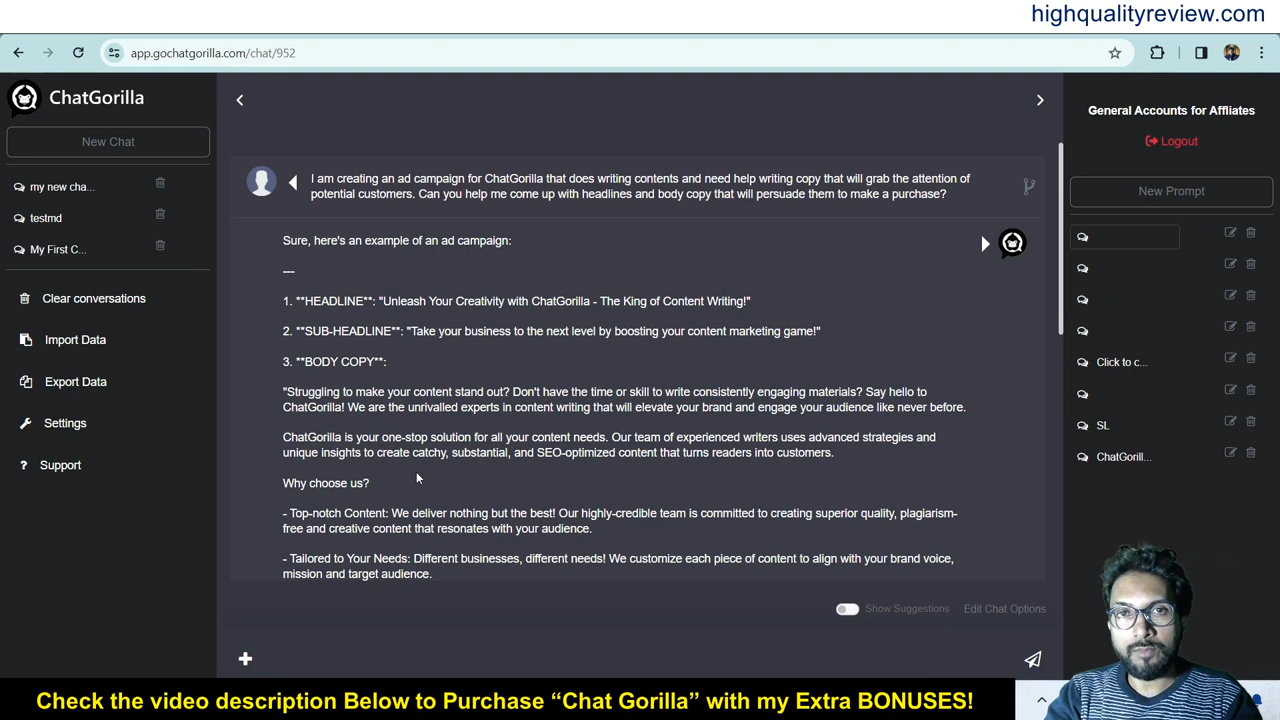 highqualityreview.com
app.gochatgorilla.com/chat/952
ChatGorilla
New Chat
my new cha...
testmd
My First C...
Clear conversations
Import Data
Export Data
Settings
Support
I am creating an ad campaign for ChatGorilla that does writing contents and need help writing copy that will grab the attention of
potential customers. Can you help me come up with headlines and body copy that will persuade them to make a purchase?
Sure, here's an example of an ad campaign:
---
1. **HEADLINE**: "Unleash Your Creativity with ChatGorilla - The King of Content Writing!"
2. **SUB-HEADLINE**: "Take your business to the next level by boosting your content marketing game!"
3. **BODY COPY**:
"Struggling to make your content stand out? Don't have the time or skill to write consistently engaging materials? Say hello to
ChatGorilla! We are the unrivalled experts in content writing that will elevate your brand and engage your audience like never before.
ChatGorilla is your one-stop solution for all your content needs. Our team of experienced writers uses advanced strategies and
unique insights to create catchy, substantial, and SEO-optimized content that turns readers into customers.
Why choose us?
- Top-notch Content: We deliver nothing but the best! Our highly-credible team is committed to creating superior quality, plagiarism-
free and creative content that resonates with your audience.
- Tailored to Your Needs: Different businesses, different needs! We customize each piece of content to align with your brand voice,
mission and target audience.
Show Suggestions
Edit Chat Options
General Accounts for Affliates
Logout
New Prompt
Click to c...
SL
ChatGorill...
Check the video description Below to Purchase “Chat Gorilla” with my Extra BONUSES!